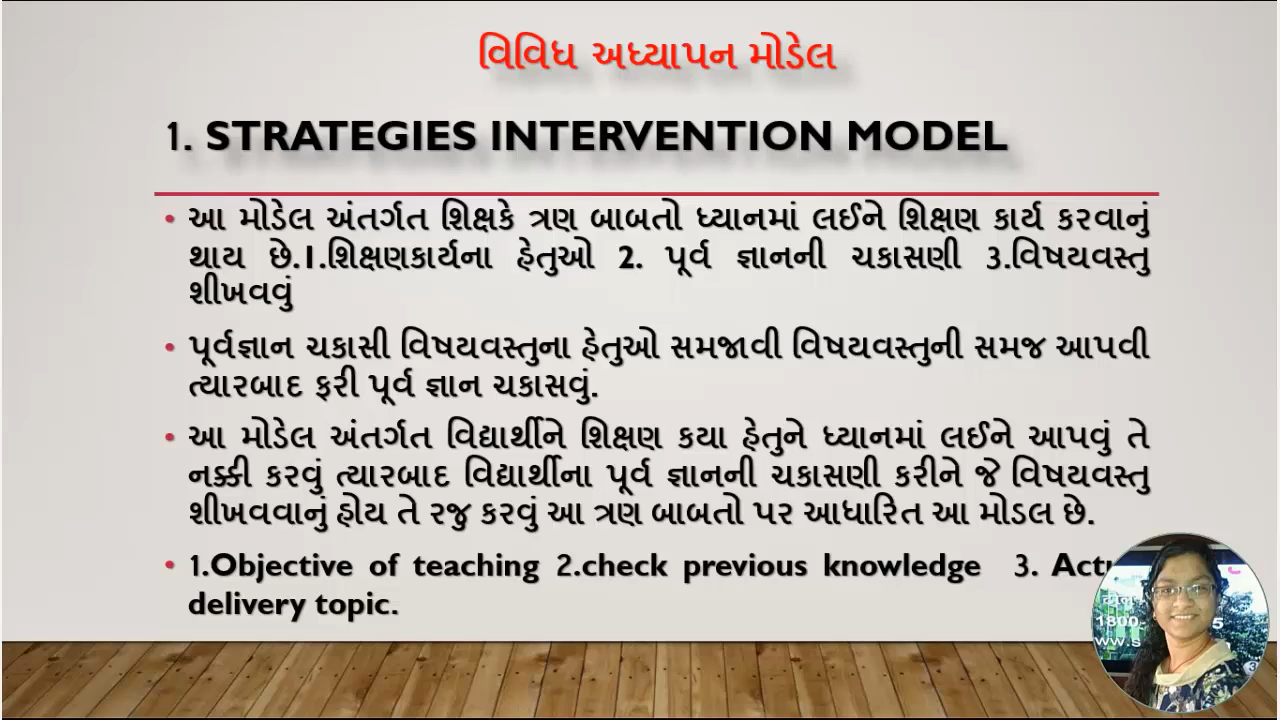 વિવિધ અધ્યાપન મોડેલ
1. STRATEGIES INTERVENTION MODEL
• આ મોડેલ અંતર્ગત શિક્ષકે ત્રણ બાબતો ધ્યાનમાં લઈને શિક્ષણ કાર્ય કરવાનું
થાય છે.1.શિક્ષણકાર્યના હેતુઓ 2. પૂર્વ જ્ઞાનની ચકાસણી 3.વિષયવસ્તુ
શીખવવું
• પૂર્વજ્ઞાન ચકાસી વિષયવસ્તુના હેતુઓ સમજાવી વિષયવસ્તુની સમજ આપવી
ત્યારબાદ ફરી પૂર્વ જ્ઞાન ચકાસવું.
• આ મોડેલ અંતર્ગત વિદ્યાર્થીને શિક્ષણ કયા હેતુને ધ્યાનમાં લઈને આપવું તે
નક્કી કરવું ત્યારબાદ વિદ્યાર્થીના પૂર્વ જ્ઞાનની ચકાસણી કરીને જે વિષયવસ્તુ
શીખવવાનું હોય તે રજુ કરવું આ ત્રણ બાબતો પર આધારિત આ મોડલ છે.
• 1.Objective of teaching 2.check previous knowledge 3.
delivery topic.
1800-